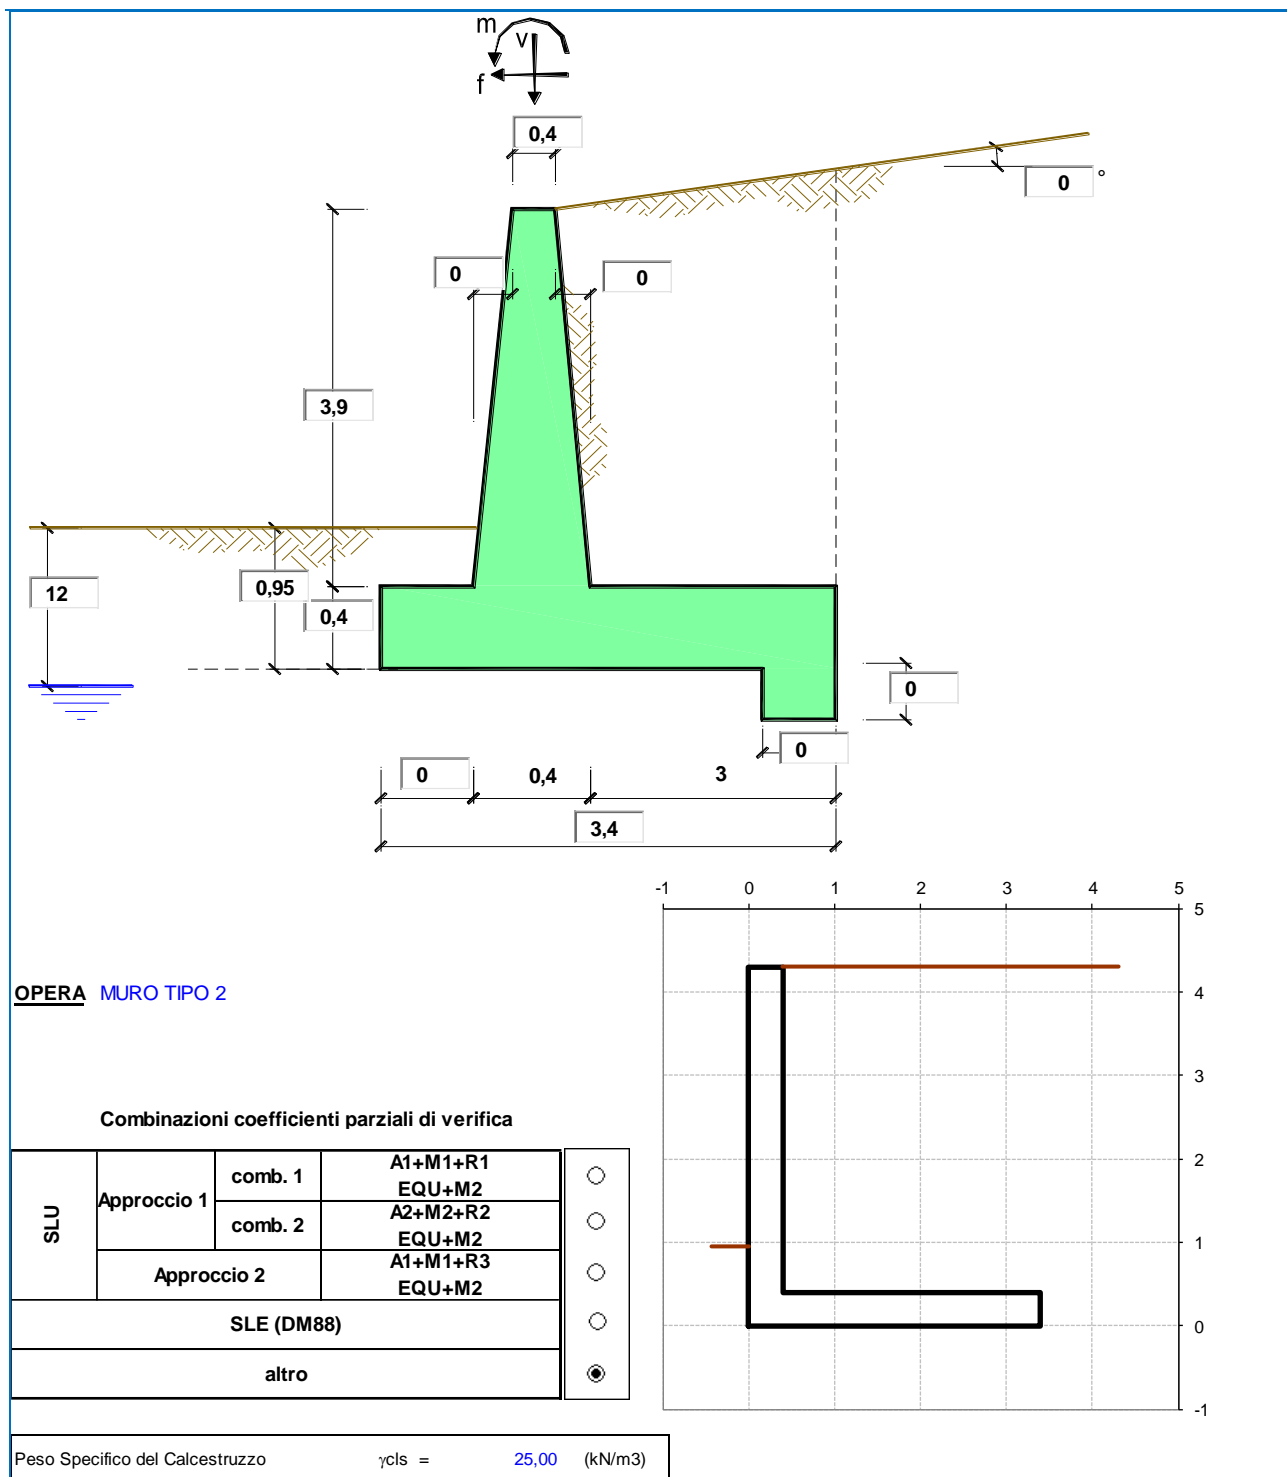 m
v
f
0,4
0 °
0
0
3,9
12
0,95
0,4
0
0
0
0,4
3
3,4
-1 0 1 2 3 4 5
5
4
3
2
1
0
-1
OPERA MURO TIPO 2
Combinazioni coefficienti parziali di verifica
SLU
Approccio 1
comb. 1
A1+M1+R1
EQU+M2
comb. 2
A2+M2+R2
EQU+M2
Approccio 2
A1+M1+R3
EQU+M2
SLE (DM88)
altro
Peso Specifico del Calcestruzzo γcls = 25,00 (kN/m3)